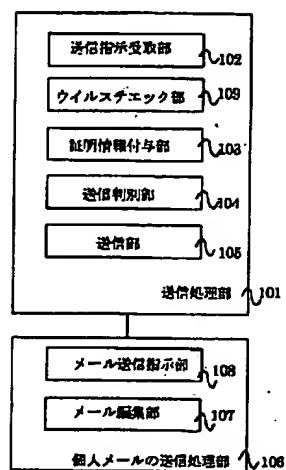 送信指示受取部
102
ウイルスチエック部
109
証明情報付与部
103
送信判別部
104
送信部
105
送信処理部 101
メール送信指示部
108
メール編集部
107
個人メールの送信処理部 106